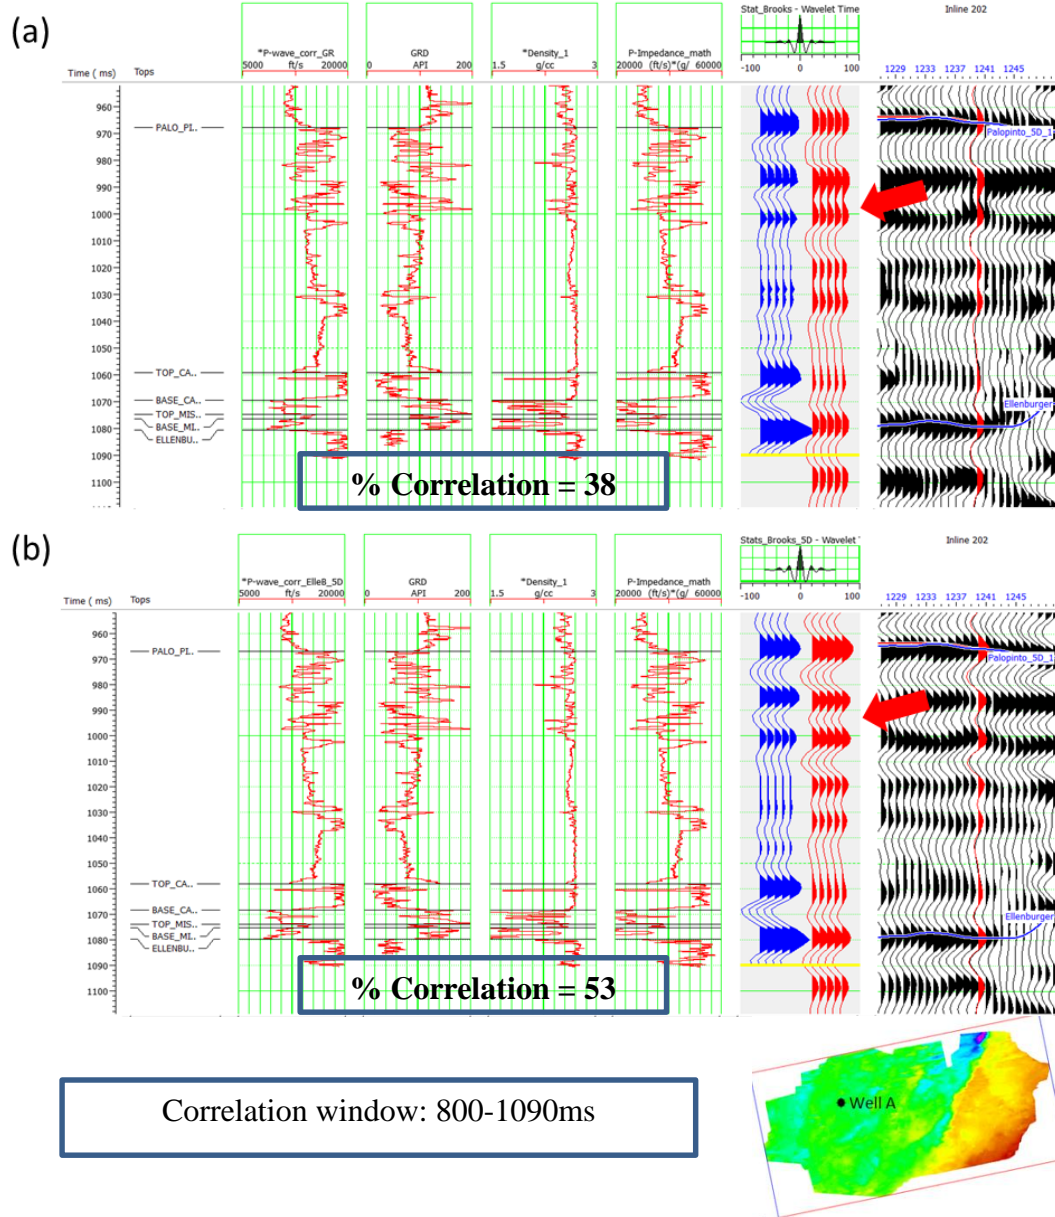 (a)
Stat_Brooks - Wavelet Time
Inline 202
*P-wave_corr_GR
GRD
*Density_1
P-Impedance_math
5000 ft/s 20000
0 API 200
1.5 g/cc 3
20000 (ft/s)*(g/ 60000
-100 0 100
1229 1233 1237 1241 1245
Time ( ms)
Tops
960
970
980
990
1000
1010
1020
1030
1040
1050
1060
1070
1080
1090
1100
PALO_PI..
TOP_CA..
BASE_CA..
TOP_MIS..
BASE_MI..
ELLENBU..
Palopinto_5D_1
Ellenburger
% Correlation = 38
(b)
Stats_Brooks_5D - Wavelet
Inline 202
*P-wave_corr_ElleB_5D
GRD
*Density_1
P-Impedance_math
5000 ft/s 20000
0 API 200
1.5 g/cc 3
20000 (ft/s)*(g/ 60000
-100 0 100
1229 1233 1237 1241 1245
Time ( ms)
Tops
960
970
980
990
1000
1010
1020
1030
1040
1050
1060
1070
1080
1090
1100
PALO_PI..
TOP_CA..
BASE_CA..
TOP_MIS..
BASE_MI..
ELLENBU..
Palopinto_5D_1
Ellenburger
% Correlation = 53
Correlation window: 800-1090ms
Well A